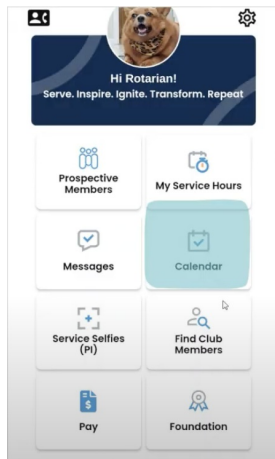 Hi Rotarian!
Serve. Inspire. Ignite. Transform. Repeat
Prospective
Members
My Service Hours
Messages
Calendar
Service Selfies
(PI)
Find Club
Members
$
Pay
Foundation